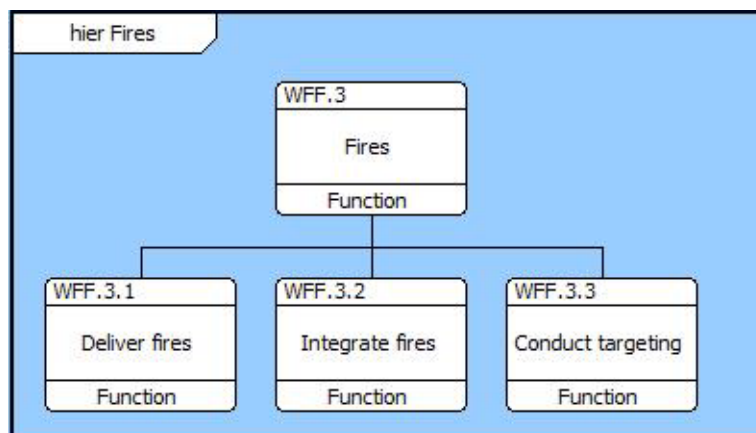 hier Fires
WFF.3
Fires
Function
WFF.3.1
Deliver fires
Function
WFF.3.2
Integrate fires
Function
WFF.3.3
Conduct targeting
Function